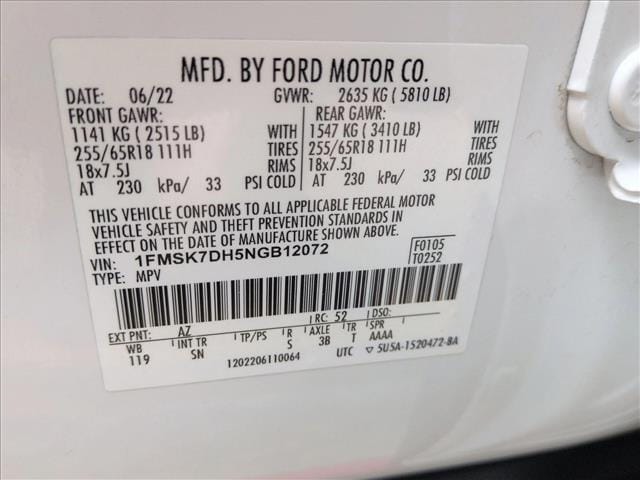 MFD. BY FORD MOTOR CO.
DATE: 06/22 GVWR: 2635 KG ( 5810 LB)
FRONT GAWR: REAR GAWR:
1141 KG ( 2515 LB) WITH 1547 KG ( 3410 LB) WITH
255/65R18 111H TIRES 255/65R18 111H TIRES
18x7.5J RIMS 18x7.5J RIMS
AT 230 kPa/ 33 PSI COLD AT 230 kPa/ 33 PSI COLD
THIS VEHICLE CONFORMS TO ALL APPLICABLE FEDERAL MOTOR
VEHICLE SAFETY AND THEFT PREVENTION STANDARDS IN
EFFECT ON THE DATE OF MANUFACTURE SHOWN ABOVE.
VIN: 1FMSK7DH5NGB12072 F0105
TYPE: MPV T0252
EXT PNT: AZ RC: 52 DSO:
WB INT TR TP/PS R AXLE TR SPR
119 SN S 3B T AAAA
1202206110064 UTC 5U5A-1520472-BA